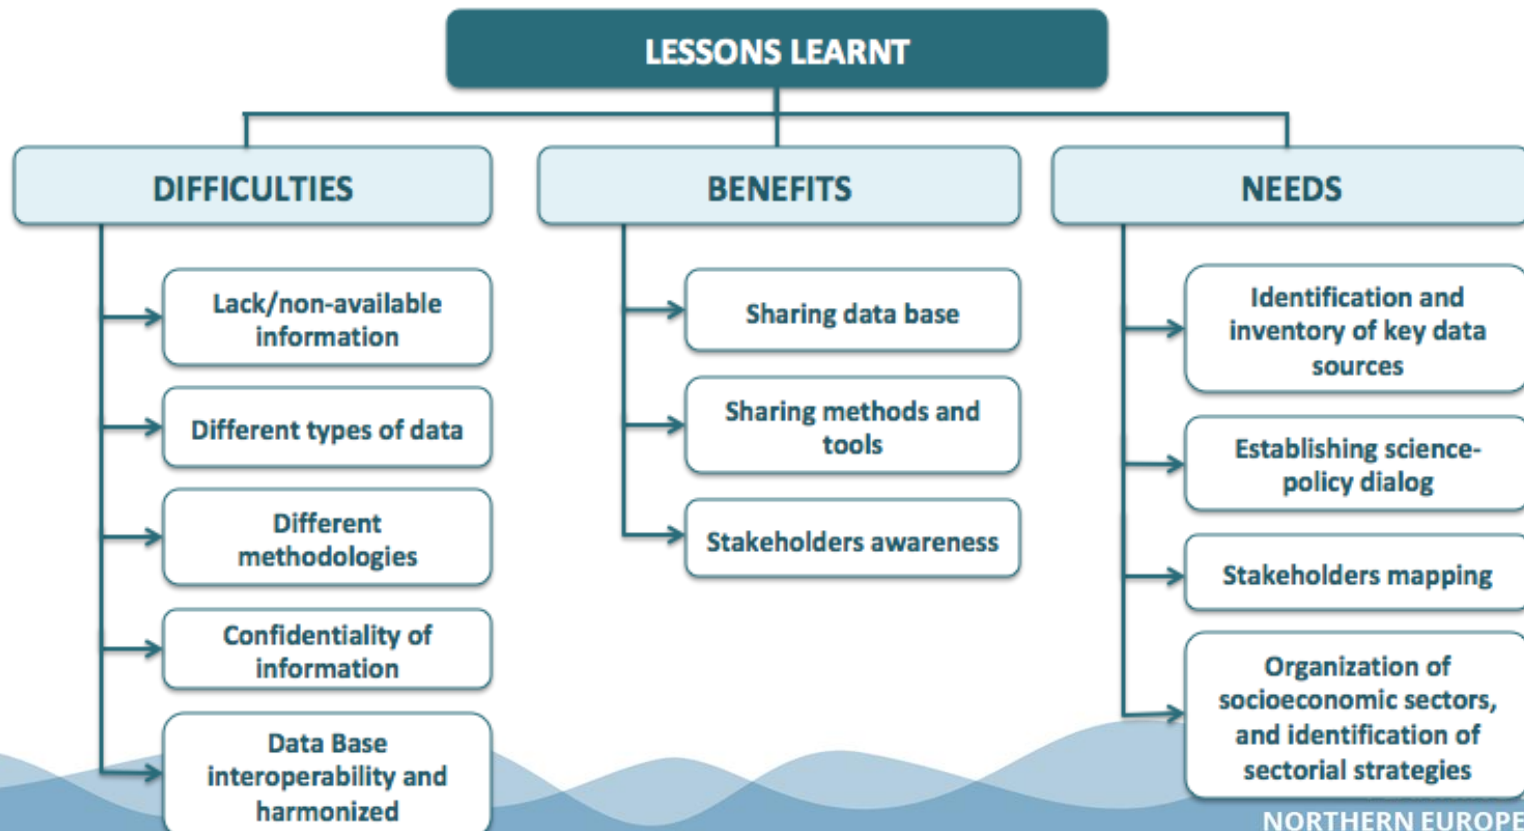 LESSONS LEARNT
DIFFICULTIES
Lack/non-available
information
Different types of data
Different
methodologies
Confidentiality of
information
Data Base
interoperability and
harmonized
BENEFITS
Sharing data base
Sharing methods and
tools
Stakeholders awareness
NEEDS
Identification and
inventory of key data
sources
Establishing science-
policy dialog
Stakeholders mapping
Organization of
socioeconomic sectors,
and identification of
sectorial strategies
NORTHERN EUROPE